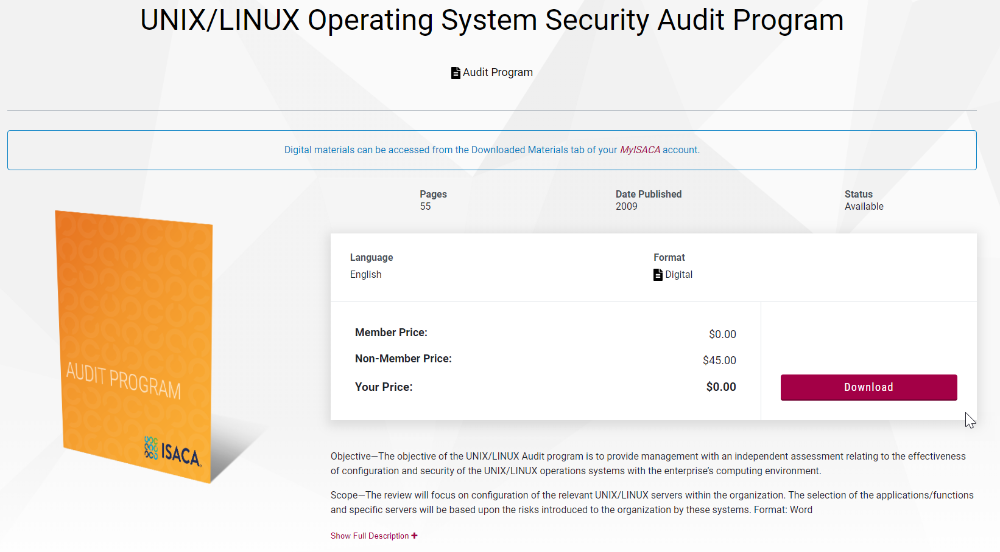 UNIX/LINUX Operating System Security Audit Program
Audit Program
Digital materials can be accessed from the Downloaded Materials tab of your MyISACA account.
Pages
55
Date Published
2009
Status
Available
AUDIT PROGRAM
ISACA
Language
English
Format
Digital
Member Price:
$0.00
Non-Member Price:
$45.00
Your Price:
$0.00
Download
Objective—The objective of the UNIX/LINUX Audit program is to provide management with an independent assessment relating to the effectiveness
of configuration and security of the UNIX/LINUX operations systems with the enterprise’s computing environment.
Scope—The review will focus on configuration of the relevant UNIX/LINUX servers within the organization. The selection of the applications/functions
and specific servers will be based upon the risks introduced to the organization by these systems. Format: Word
Show Full Description +